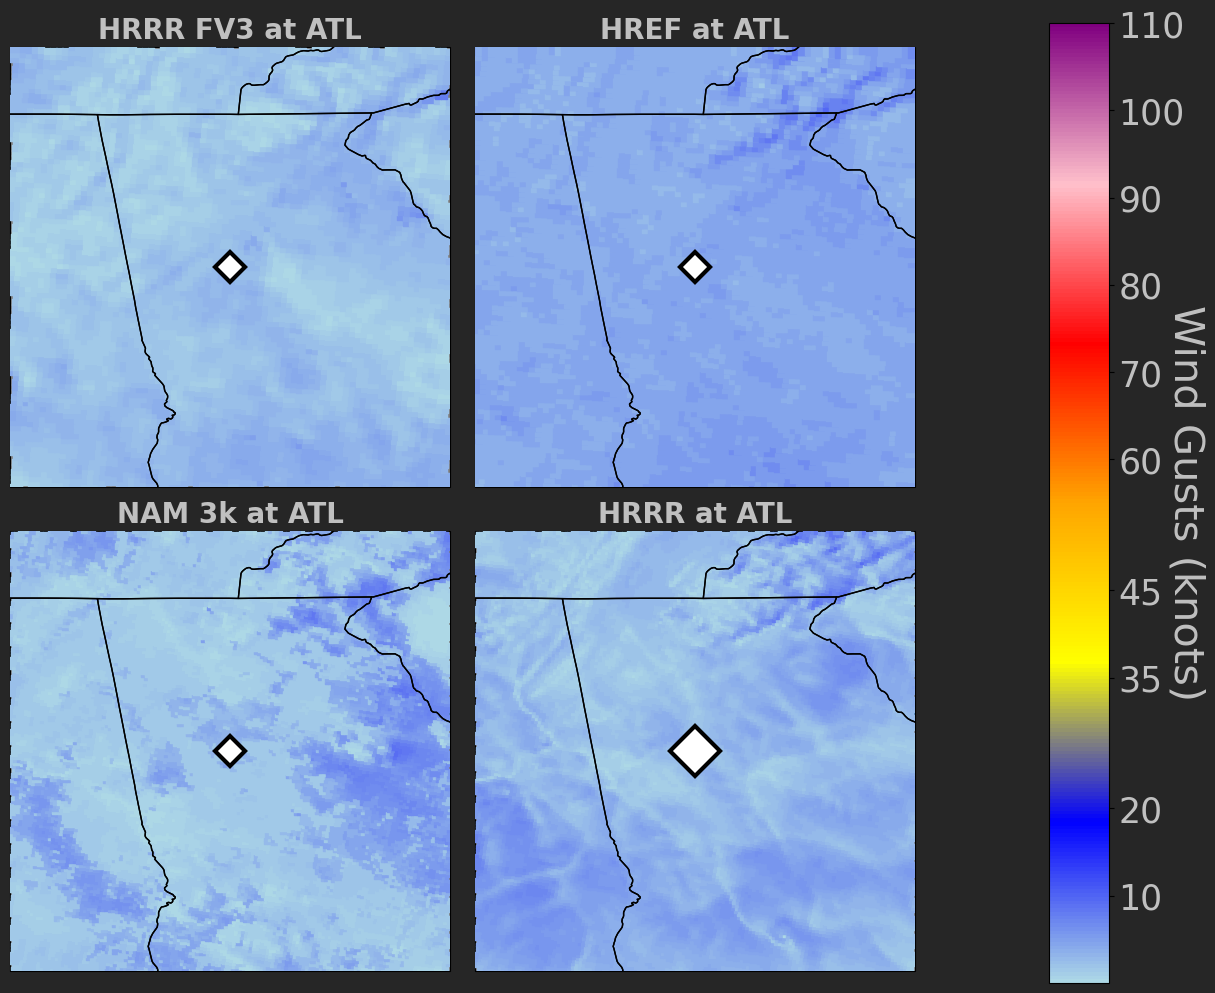 HRRR FV3 at ATL
HREF at ATL
NAM 3k at ATL
HRRR at ATL
110
100
90
80
70
60
45
35
20
10
Wind Gusts (knots)